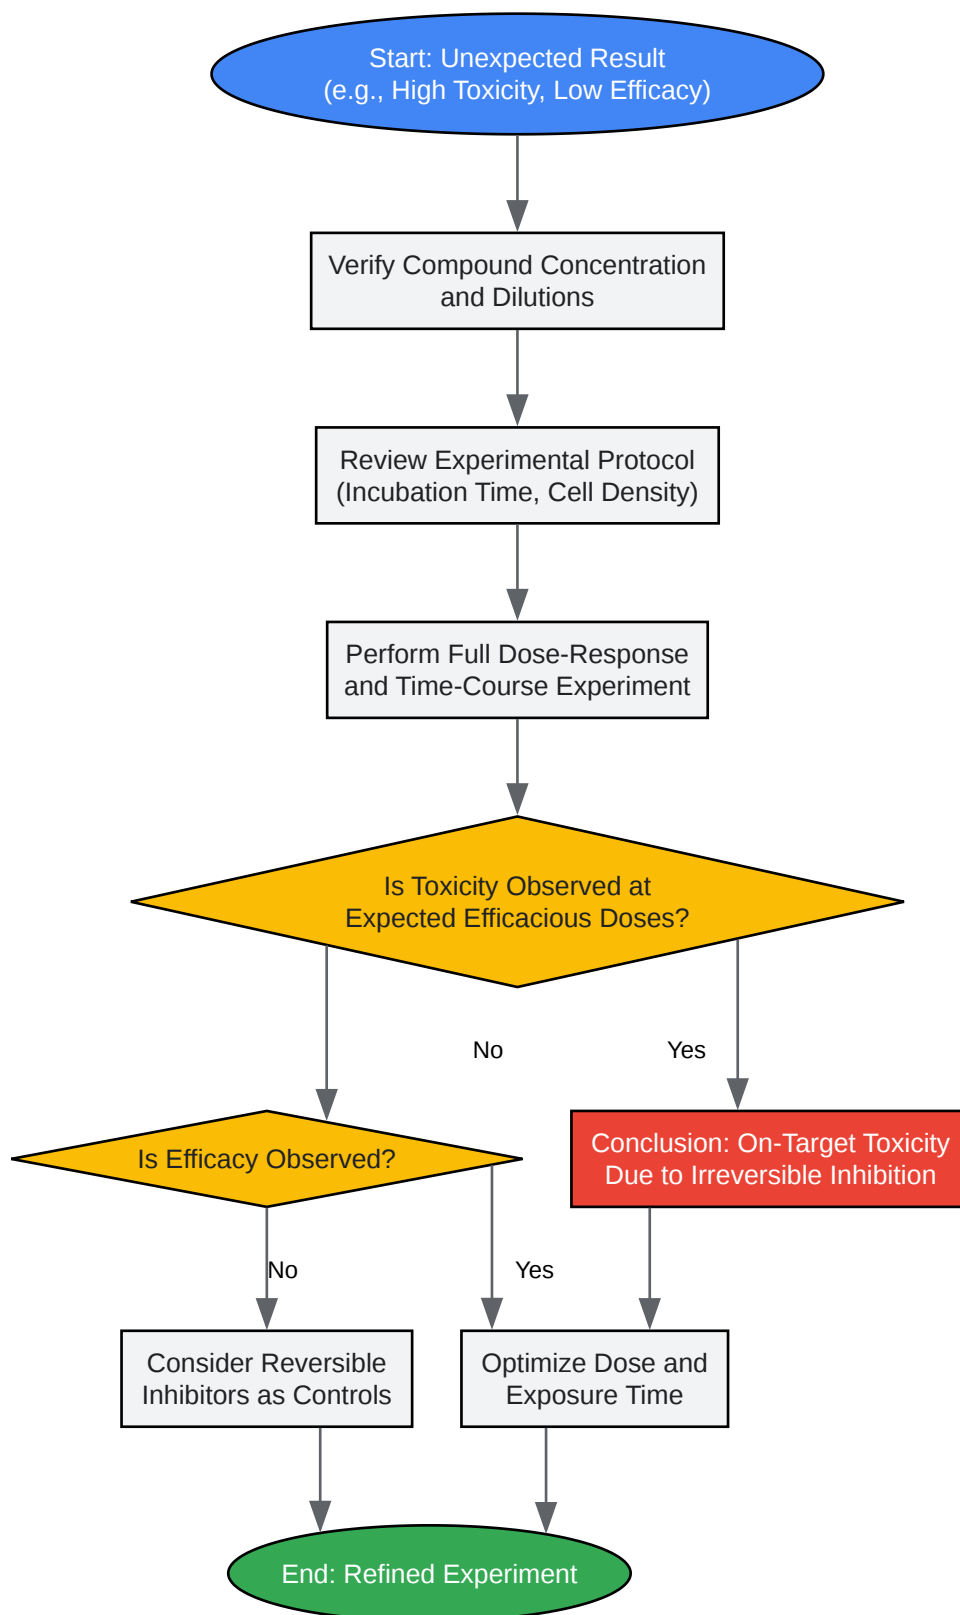 Start: Unexpected Result
(e.g., High Toxicity, Low Efficacy)
Verify Compound Concentration
and Dilutions
Review Experimental Protocol
(Incubation Time, Cell Density)
Perform Full Dose-Response
and Time-Course Experiment
Is Toxicity Observed at
Expected Efficacious Doses?
No
Yes
Is Efficacy Observed?
Conclusion: On-Target Toxicity
Due to Irreversible Inhibition
No
Yes
Consider Reversible
Inhibitors as Controls
Optimize Dose and
Exposure Time
End: Refined Experiment